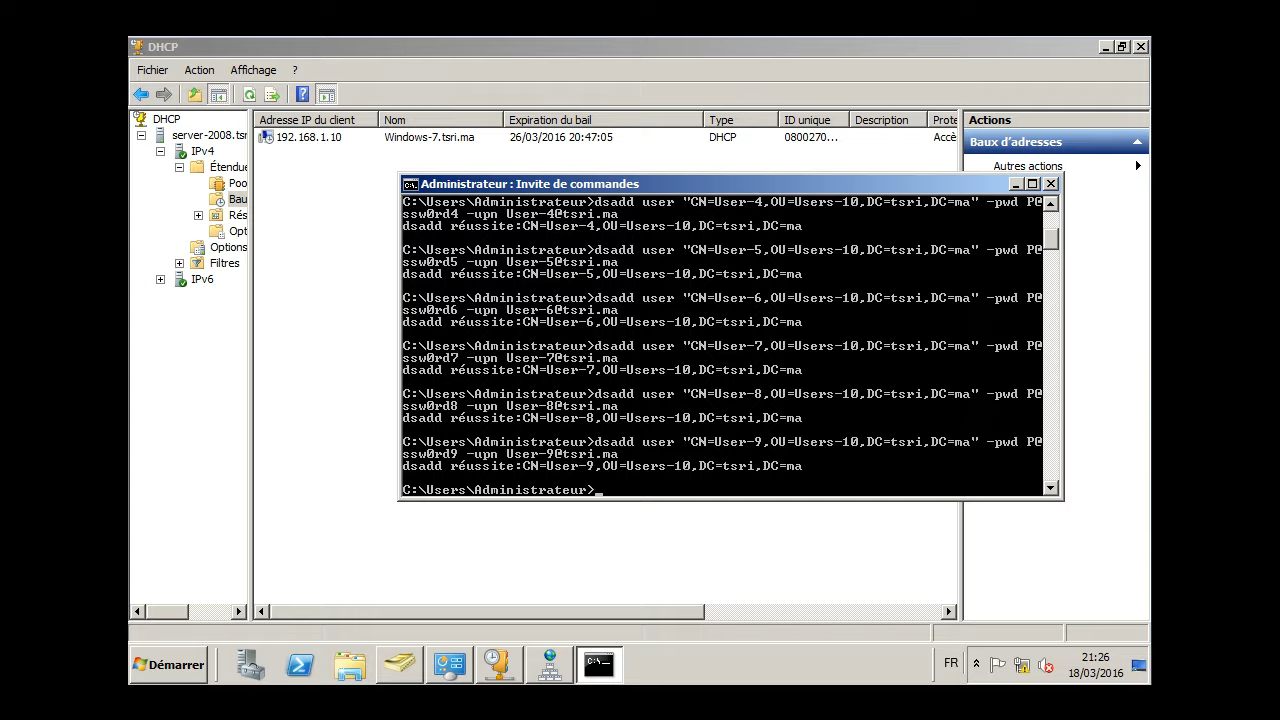 DHCP
Fichier Action Affichage ?
DHCP
server-2008.tsr
IPv4
Étendue
Poo
Bau
Rés
Opt
Options
Filtres
IPv6
Adresse IP du client Nom Expiration du bail Type ID unique Description Prote
192.168.1.10 Windows-7.tsri.ma 26/03/2016 20:47:05 DHCP 0800270... Accè
Actions
Baux d'adresses
Autres actions
Administrateur : Invite de commandes
C:\Users\Administrateur>dsadd user "CN=User-4,OU=Users-10,DC=tsri,DC=ma" -pwd P@
ssw0rd4 -upn User-4@tsri.ma
dsadd réussite:CN=User-4,OU=Users-10,DC=tsri,DC=ma
C:\Users\Administrateur>dsadd user "CN=User-5,OU=Users-10,DC=tsri,DC=ma" -pwd P@
ssw0rd5 -upn User-5@tsri.ma
dsadd réussite:CN=User-5,OU=Users-10,DC=tsri,DC=ma
C:\Users\Administrateur>dsadd user "CN=User-6,OU=Users-10,DC=tsri,DC=ma" -pwd P@
ssw0rd6 -upn User-6@tsri.ma
dsadd réussite:CN=User-6,OU=Users-10,DC=tsri,DC=ma
C:\Users\Administrateur>dsadd user "CN=User-7,OU=Users-10,DC=tsri,DC=ma" -pwd P@
ssw0rd7 -upn User-7@tsri.ma
dsadd réussite:CN=User-7,OU=Users-10,DC=tsri,DC=ma
C:\Users\Administrateur>dsadd user "CN=User-8,OU=Users-10,DC=tsri,DC=ma" -pwd P@
ssw0rd8 -upn User-8@tsri.ma
dsadd réussite:CN=User-8,OU=Users-10,DC=tsri,DC=ma
C:\Users\Administrateur>dsadd user "CN=User-9,OU=Users-10,DC=tsri,DC=ma" -pwd P@
ssw0rd9 -upn User-9@tsri.ma
dsadd réussite:CN=User-9,OU=Users-10,DC=tsri,DC=ma
C:\Users\Administrateur>_
Démarrer
FR
21:26
18/03/2016